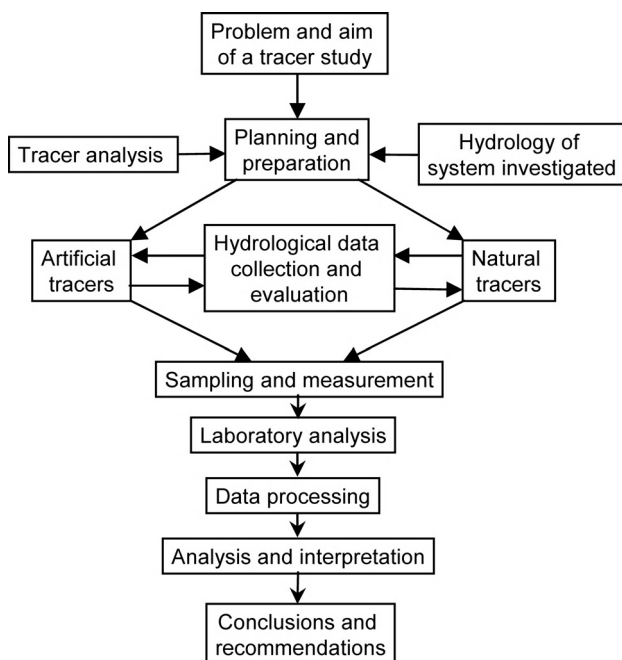 Problem and aim
of a tracer study
Planning and
preparation
Tracer analysis
Hydrology of
system investigated
Artificial
tracers
Hydrological data
collection and
evaluation
Natural
tracers
Sampling and measurement
Laboratory analysis
Data processing
Analysis and interpretation
Conclusions and
recommendations